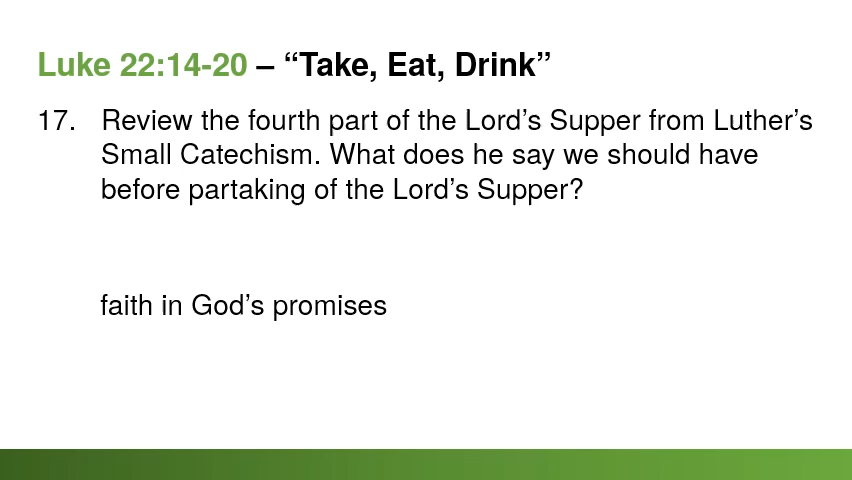 Luke 22:14-20 – “Take, Eat, Drink”
17. Review the fourth part of the Lord’s Supper from Luther’s
Small Catechism. What does he say we should have
before partaking of the Lord’s Supper?
faith in God’s promises